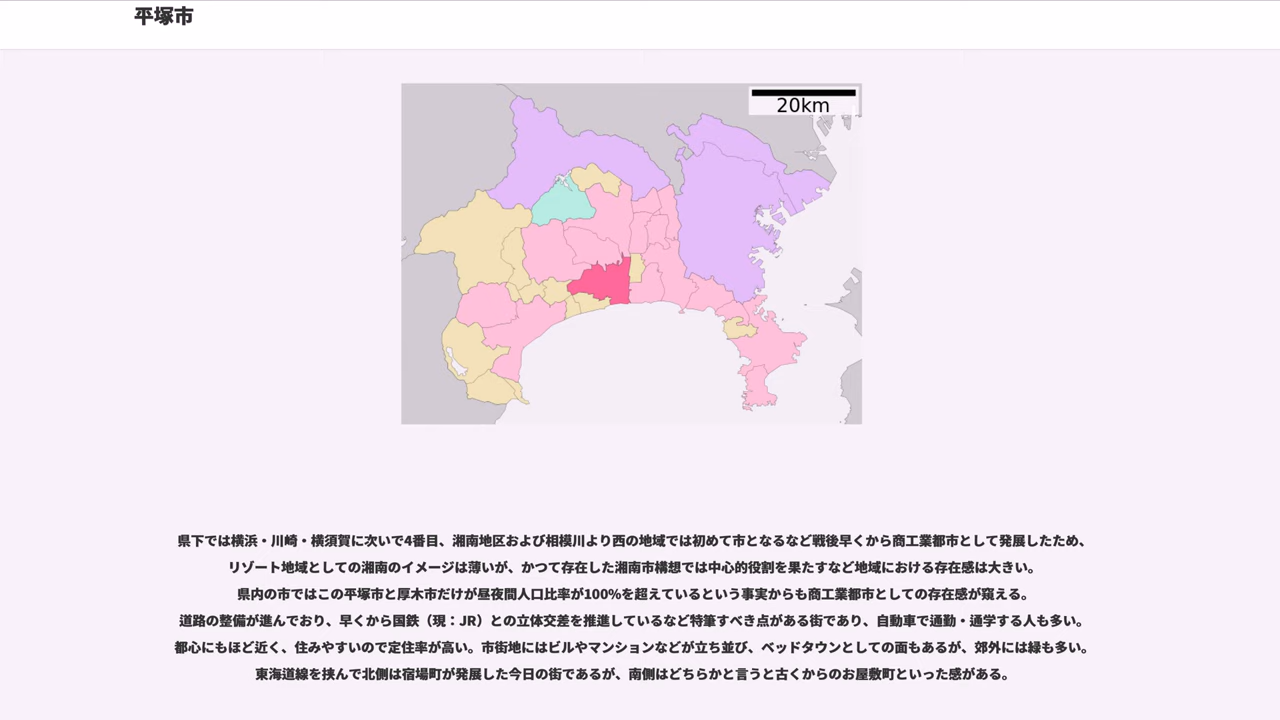 平塚市
20km
県下では横浜・川崎・横須賀に次いで4番目、湘南地区および相模川より西の地域では初めて市となるなど戦後早くから商工業都市として発展したため、
リゾート地域としての湘南のイメージは薄いが、かつて存在した湘南市構想では中心的役割を果たすなど地域における存在感は大きい。
県内の市ではこの平塚市と厚木市だけが昼夜間人口比率が100%を超えているという事実からも商工業都市としての存在感が窺える。
道路の整備が進んでおり、早くから国鉄（現：JR）との立体交差を推進しているなど特筆すべき点がある街であり、自動車で通勤・通学する人も多い。
都心にもほど近く、住みやすいので定住率が高い。市街地にはビルやマンションなどが立ち並び、ベッドタウンとしての面もあるが、郊外には緑も多い。
東海道線を挟んで北側は宿場町が発展した今日の街であるが、南側はどちらかと言うと古くからのお屋敷町といった感がある。